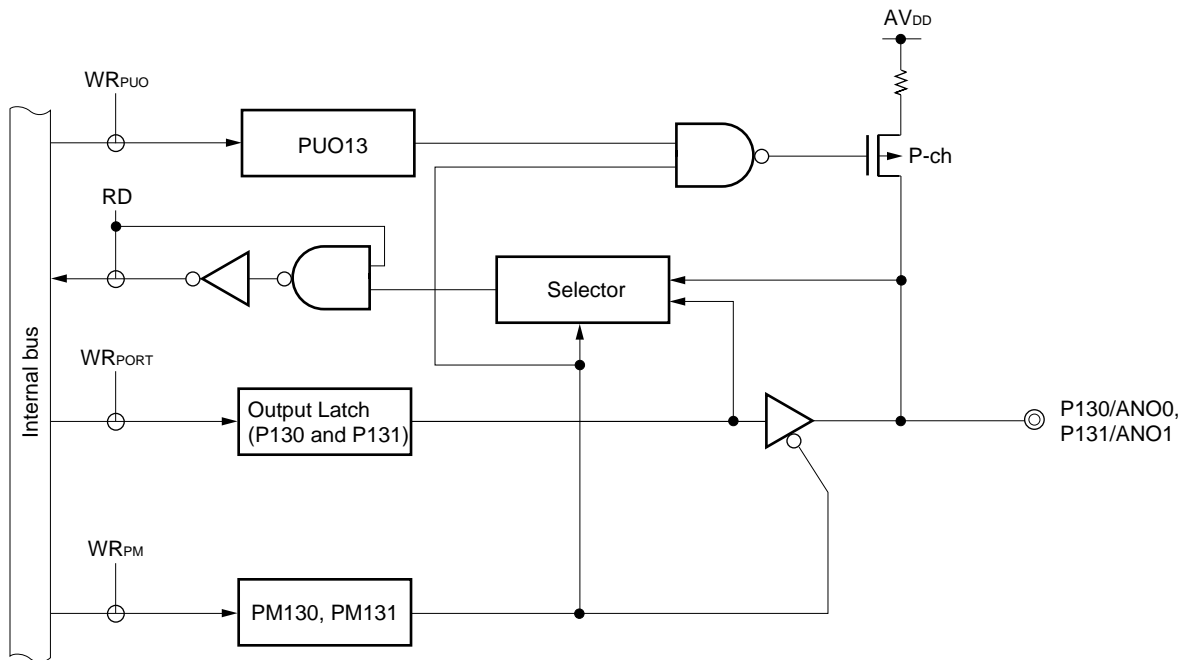 AVDD
WRPUO
PUO13
P-ch
RD
Selector
Internal bus
WRPORT
Output Latch
(P130 and P131)
P130/ANO0,
P131/ANO1
WRPM
PM130, PM131